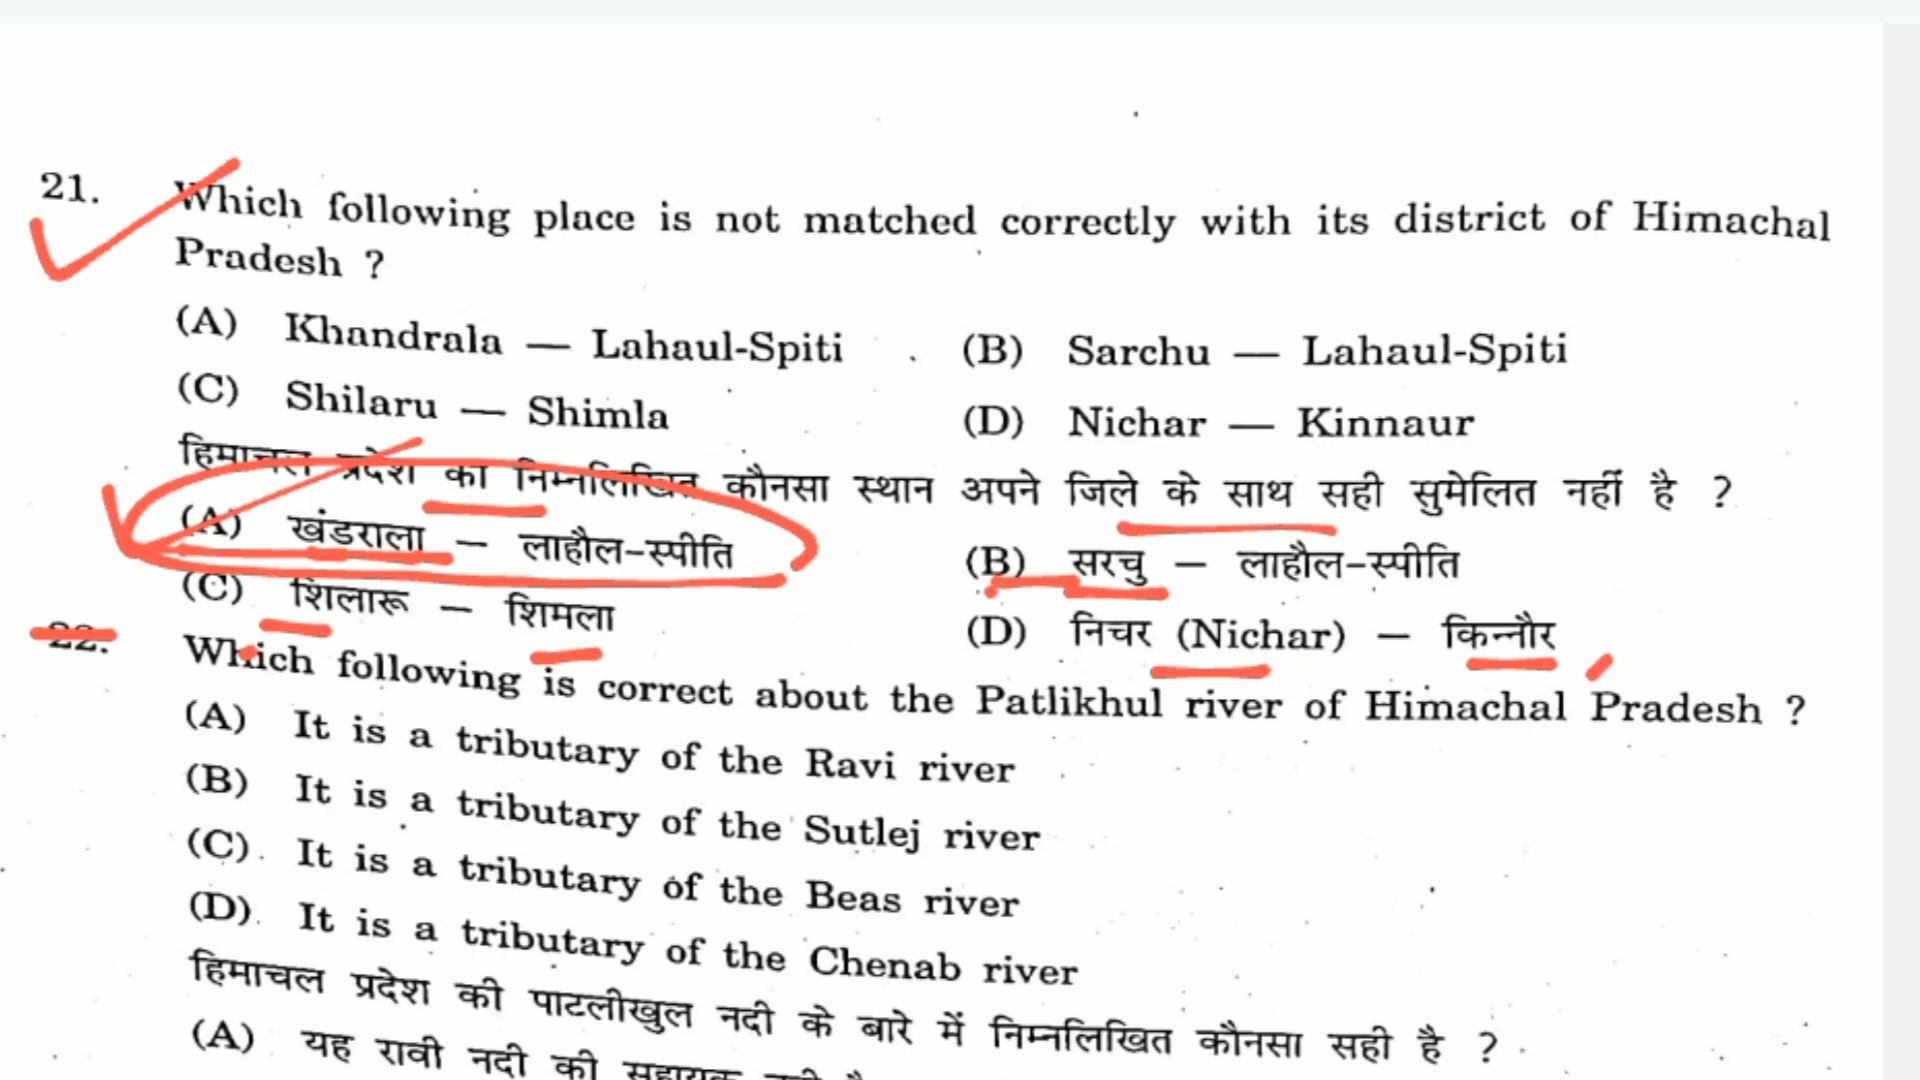 21. Which following place is not matched correctly with its district of Himachal
Pradesh ?
(A) Khandrala — Lahaul-Spiti (B) Sarchu — Lahaul-Spiti
(C) Shilaru — Shimla (D) Nichar — Kinnaur
हिमाचल प्रदेश का निम्नलिखित कौनसा स्थान अपने जिले के साथ सही सुमेलित नहीं है ?
(A) खंडराला – लाहौल-स्पीति (B) सरचु – लाहौल-स्पीति
(C) शिलारू – शिमला (D) निचर (Nichar) – किन्नौर
22. Which following is correct about the Patlikhul river of Himachal Pradesh ?
(A) It is a tributary of the Ravi river
(B) It is a tributary of the Sutlej river
(C). It is a tributary of the Beas river
(D). It is a tributary of the Chenab river
हिमाचल प्रदेश की पाटलीखुल नदी के बारे में निम्नलिखित कौनसा सही है ?
(A) यह रावी नदी की सहायक